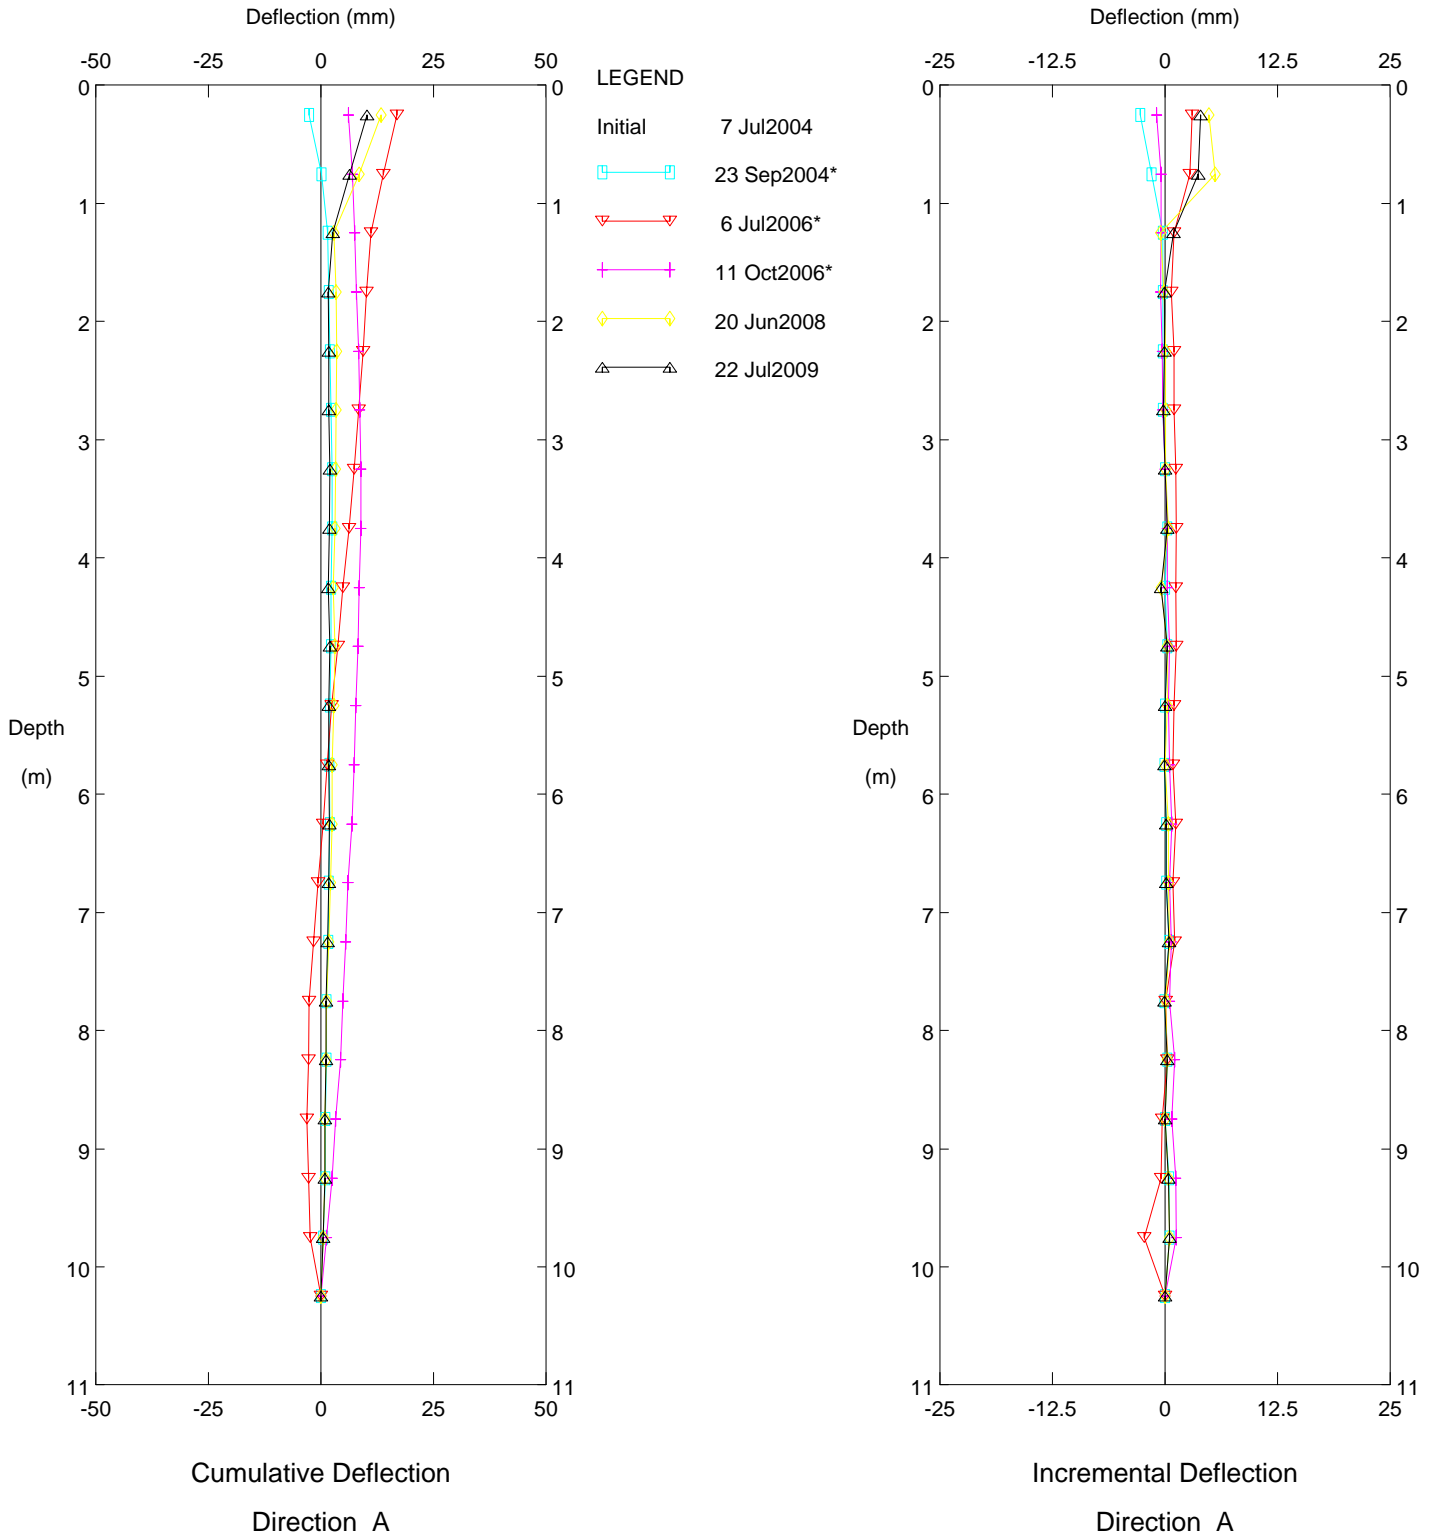 Deflection (mm)
-50 -25 0 25 50
0 0
1 1
2 2
3 3
4 4
5 5
6 6
7 7
8 8
9 9
10 10
11 11
-50 -25 0 25 50
Depth
(m)
Cumulative Deflection
Direction A
LEGEND
Initial 7 Jul2004
23 Sep2004*
6 Jul2006*
11 Oct2006*
20 Jun2008
22 Jul2009
Deflection (mm)
-25 -12.5 0 12.5 25
0 0
1 1
2 2
3 3
4 4
5 5
6 6
7 7
8 8
9 9
10 10
11 11
-25 -12.5 0 12.5 25
Depth
(m)
Incremental Deflection
Direction A